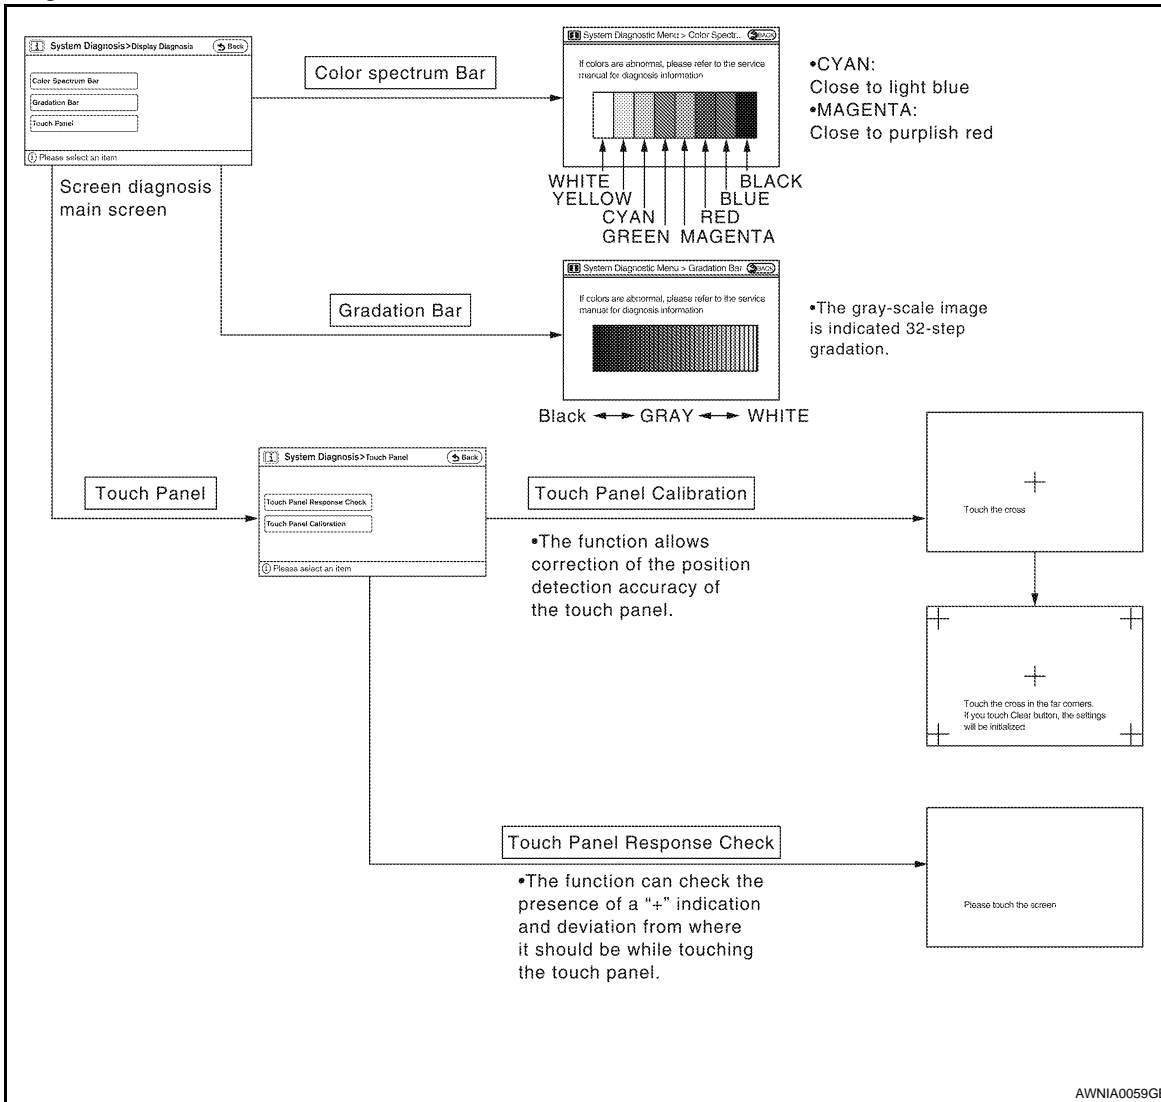 System Diagnosis>Display Diagnosis
Back
Color Spectrum Bar
Gradation Bar
Touch Panel
Please select an item
Screen diagnosis
main screen
Color spectrum Bar
System Diagnostic Menu > Color Spectr..
BACK
If colors are abnormal, please refer to the service
manual for diagnosis information
WHITE
BLACK
YELLOW
BLUE
CYAN
RED
GREEN
MAGENTA
•CYAN:
Close to light blue
•MAGENTA:
Close to purplish red
Gradation Bar
System Diagnostic Menu > Gradation Bar
BACK
If colors are abnormal, please refer to the service
manual for diagnosis information
Black
GRAY
WHITE
•The gray-scale image
is indicated 32-step
gradation.
Touch Panel
System Diagnosis>Touch Panel
Back
Touch Panel Response Check
Touch Panel Calibration
Please select an item
Touch Panel Calibration
•The function allows
correction of the position
detection accuracy of
the touch panel.
Touch the cross
Touch the cross in the far corners.
If you touch Clear button, the settings
will be initialized
Touch Panel Response Check
•The function can check the
presence of a “+” indication
and deviation from where
it should be while touching
the touch panel.
Please touch the screen